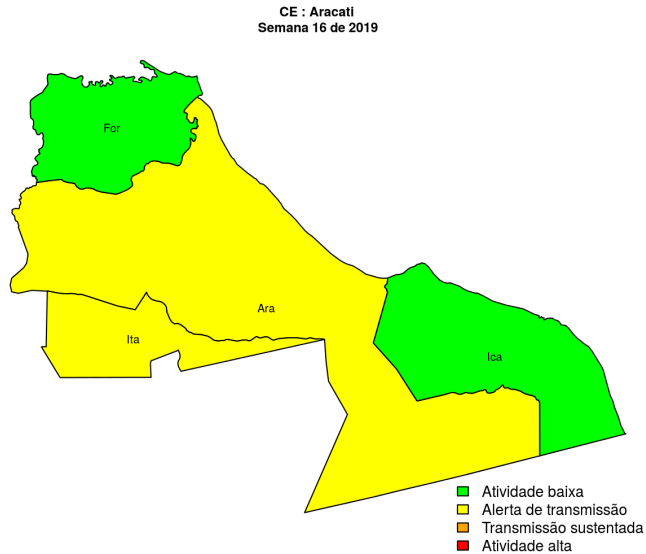 CE : Aracati
Semana 16 de 2019
For
Ara
Ita
Ica
Atividade baixa
Alerta de transmissão
Transmissão sustentada
Atividade alta